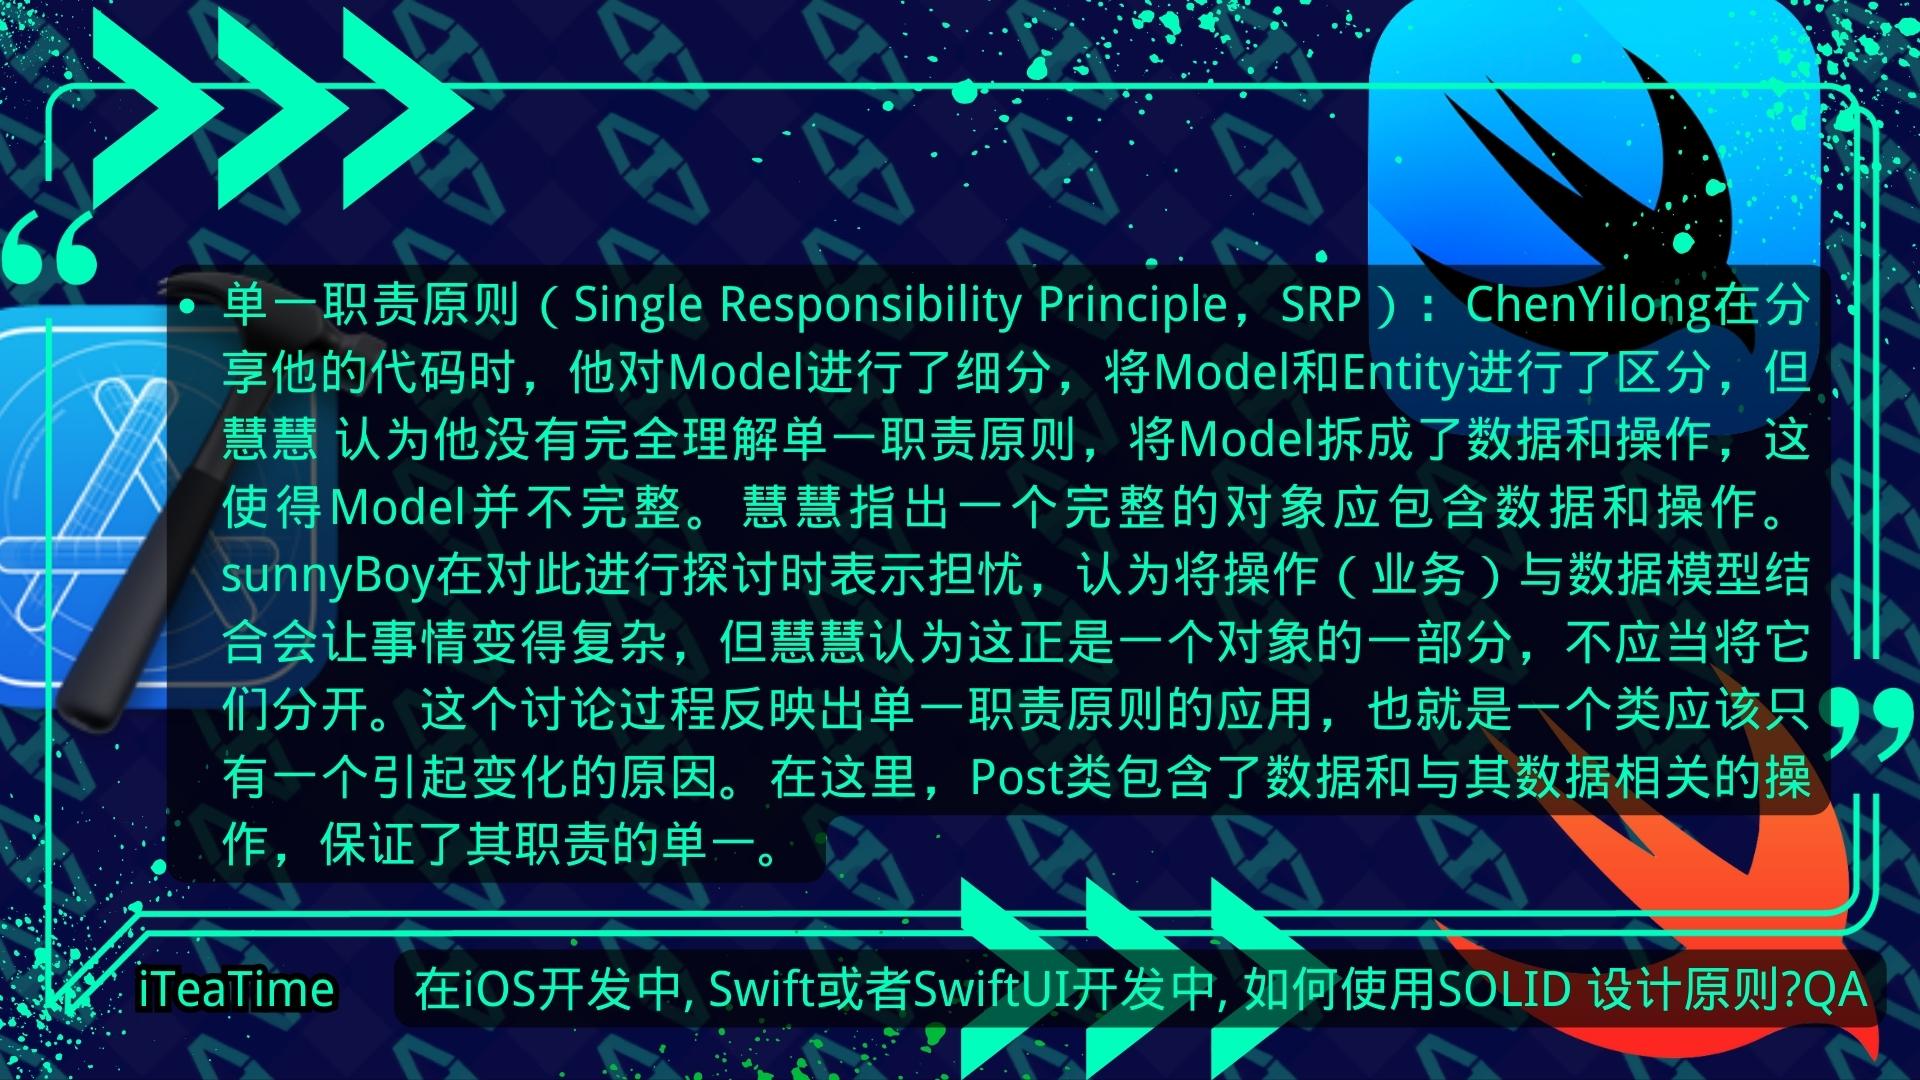 • 单一职责原则（Single Responsibility Principle，SRP）：ChenYilong在分
享他的代码时，他对Model进行了细分，将Model和Entity进行了区分，但
慧慧 认为他没有完全理解单一职责原则，将Model拆成了数据和操作，这
使得Model并不完整。慧慧指出一个完整的对象应包含数据和操作。
sunnyBoy在对此进行探讨时表示担忧，认为将操作（业务）与数据模型结
合会让事情变得复杂，但慧慧认为这正是一个对象的一部分，不应当将它
们分开。这个讨论过程反映出单一职责原则的应用，也就是一个类应该只
有一个引起变化的原因。在这里，Post类包含了数据和与其数据相关的操
作，保证了其职责的单一。
iTeaTime
在iOS开发中, Swift或者SwiftUI开发中, 如何使用SOLID 设计原则?QA